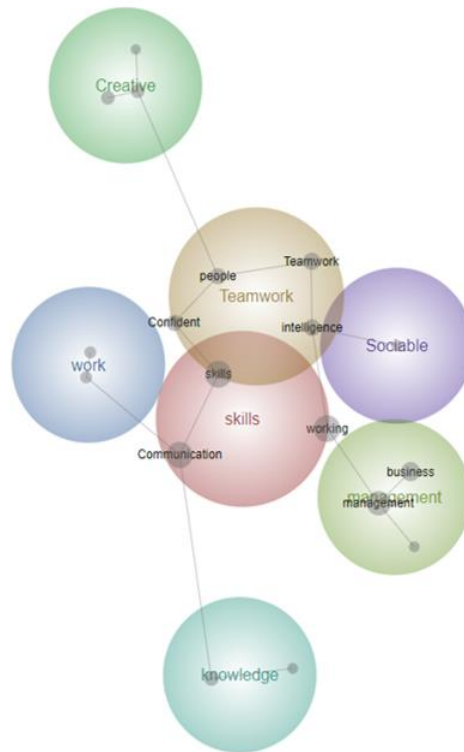 Creative
people
Teamwork
Teamwork
Confident
intelligence
Sociable
work
skills
skills
working
Communication
business
management
management
knowledge